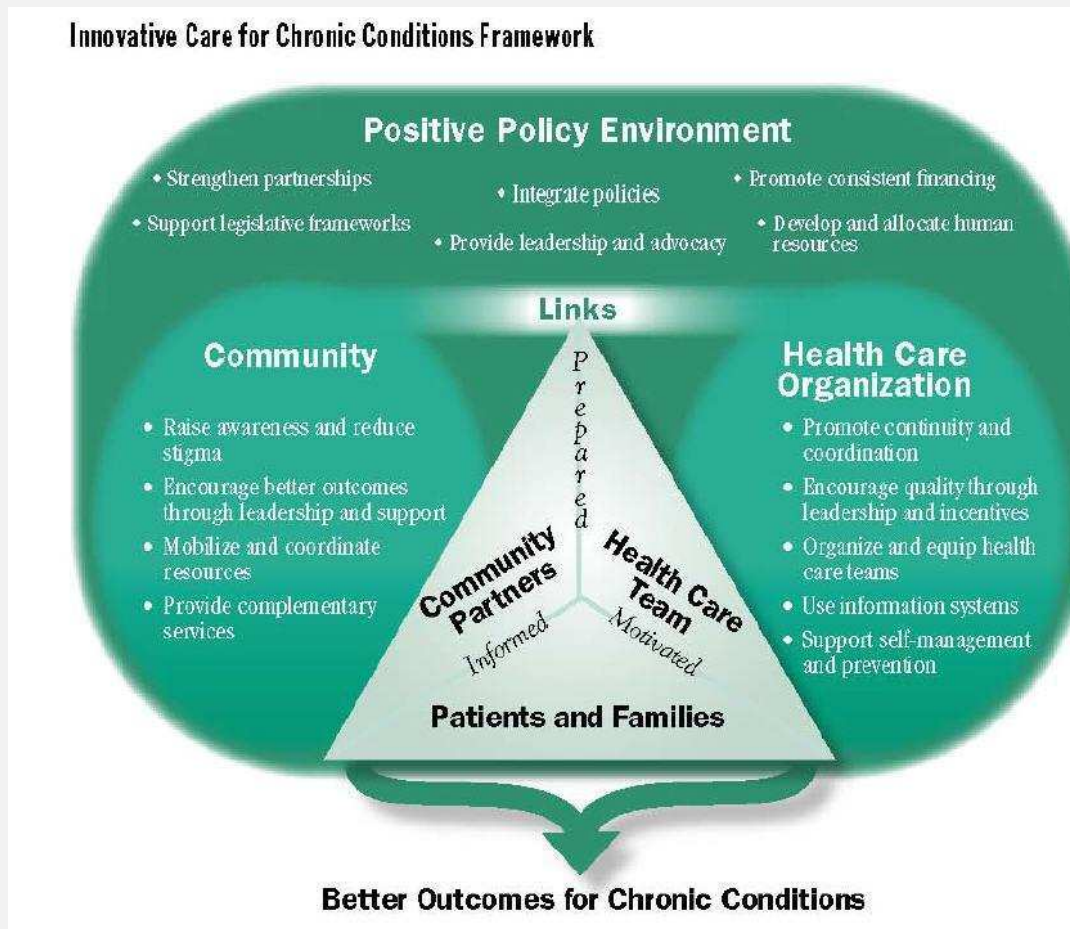 Innovative Care for Chronic Conditions Framework
Positive Policy Environment
• Strengthen partnerships
• Support legislative frameworks
• Integrate policies
• Provide leadership and advocacy
• Promote consistent financing
• Develop and allocate human
resources
Links
Community
• Raise awareness and reduce
stigma
• Encourage better outcomes
through leadership and support
• Mobilize and coordinate
resources
• Provide complementary
services
Prepared
Community
Partners
Informed
Health Care
Team
Motivated
Patients and Families
Health Care
Organization
• Promote continuity and
coordination
• Encourage quality through
leadership and incentives
• Organize and equip health
care teams
• Use information systems
• Support self-management
and prevention
Better Outcomes for Chronic Conditions